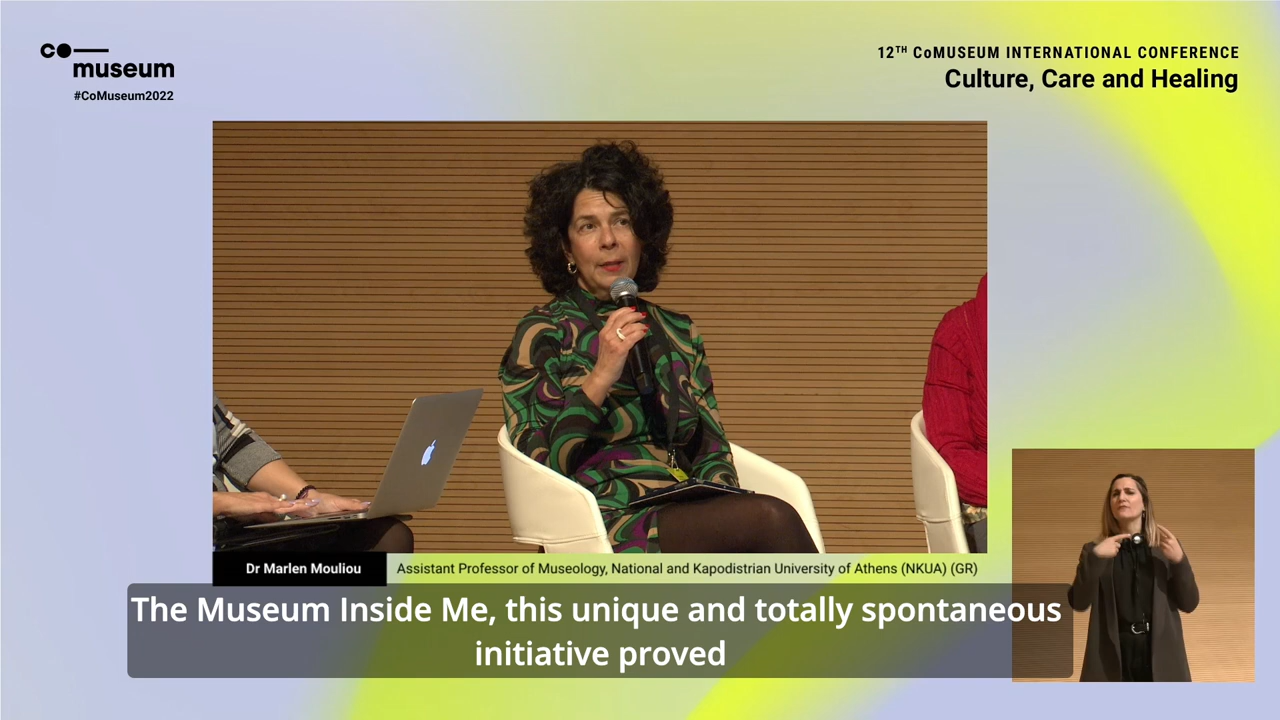 co museum
#CoMuseum2022
12TH CoMUSEUM INTERNATIONAL CONFERENCE
Culture, Care and Healing
Dr Marlen Mouliou
Assistant Professor of Museology, National and Kapodistrian University of Athens (NKUA) (GR)
The Museum Inside Me, this unique and totally spontaneous
initiative proved